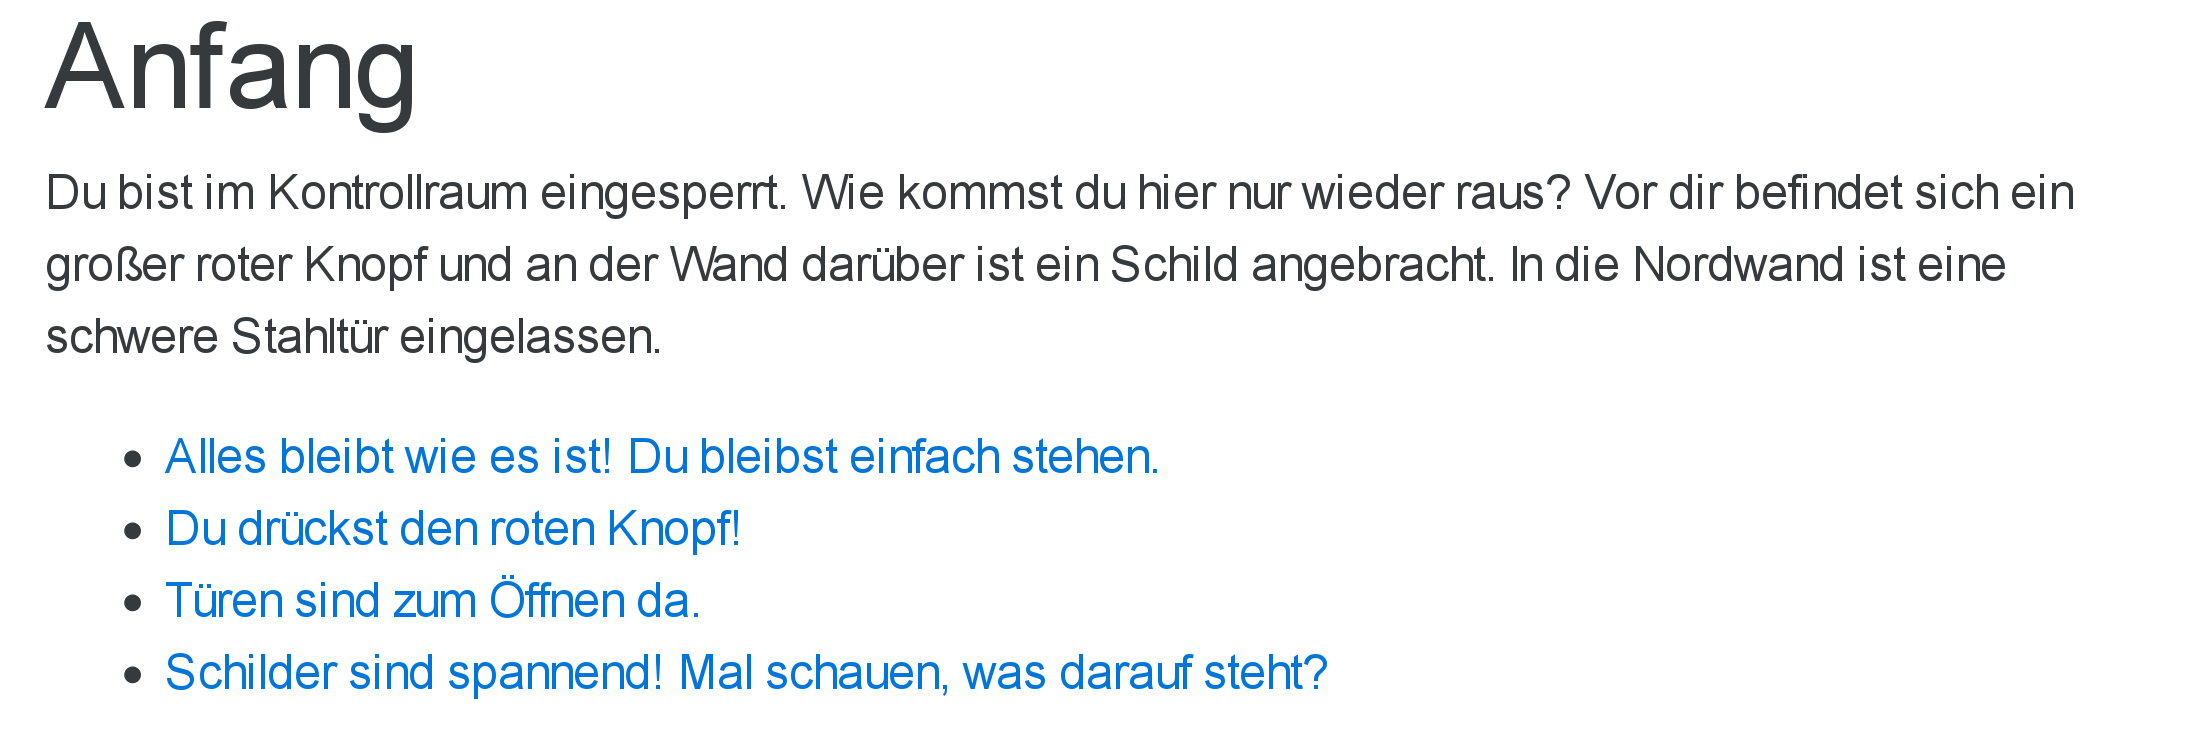 Anfang
Du bist im Kontrollraum eingesperrt. Wie kommst du hier nur wieder raus? Vor dir befindet sich ein
großer roter Knopf und an der Wand darüber ist ein Schild angebracht. In die Nordwand ist eine
schwere Stahltür eingelassen.
• Alles bleibt wie es ist! Du bleibst einfach stehen.
• Du drückst den roten Knopf!
• Türen sind zum Öffnen da.
• Schilder sind spannend! Mal schauen, was darauf steht?